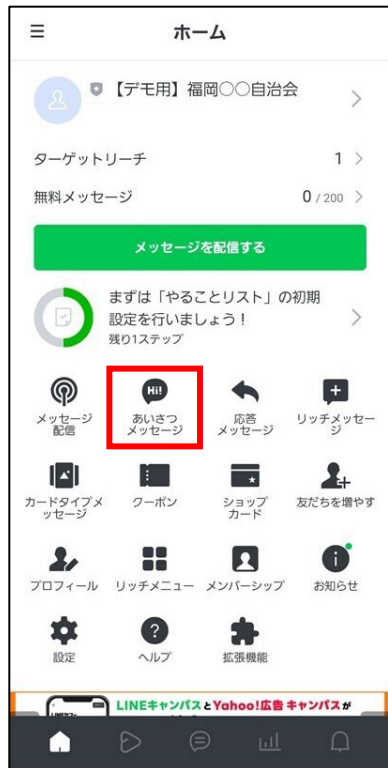 ホーム
【デモ用】福岡〇〇自治会
ターゲットリーチ 1
無料メッセージ 0 / 200
メッセージを配信する
まずは「やることリスト」の初期
設定を行いましょう！
残り1ステップ
メッセージ
配信
Hi!
あいさつ
メッセージ
応答
メッセージ
リッチメッセー
ジ
カードタイプメ
ッセージ
クーポン
ショップ
カード
友だちを増やす
プロフィール
リッチメニュー
メンバーシップ
お知らせ
設定
ヘルプ
拡張機能
LINEキャンパスとYahoo!広告 キャンパスが